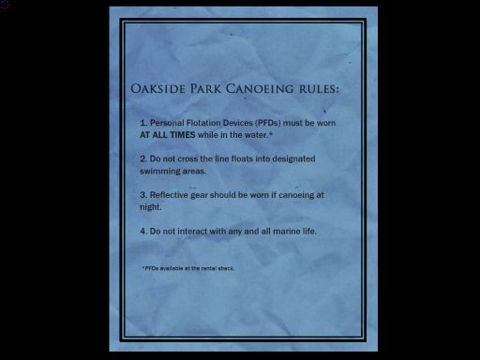 Oakside Park Canoeing rules:
1. Personal Flotation Devices (PFDs) must be worn
AT ALL TIMES while in the water.*
2. Do not cross the line floats into designated
swimming areas.
3. Reflective gear should be worn if canoeing at
night.
4. Do not interact with any and all marine life.
*PFDs available at the rental shack.